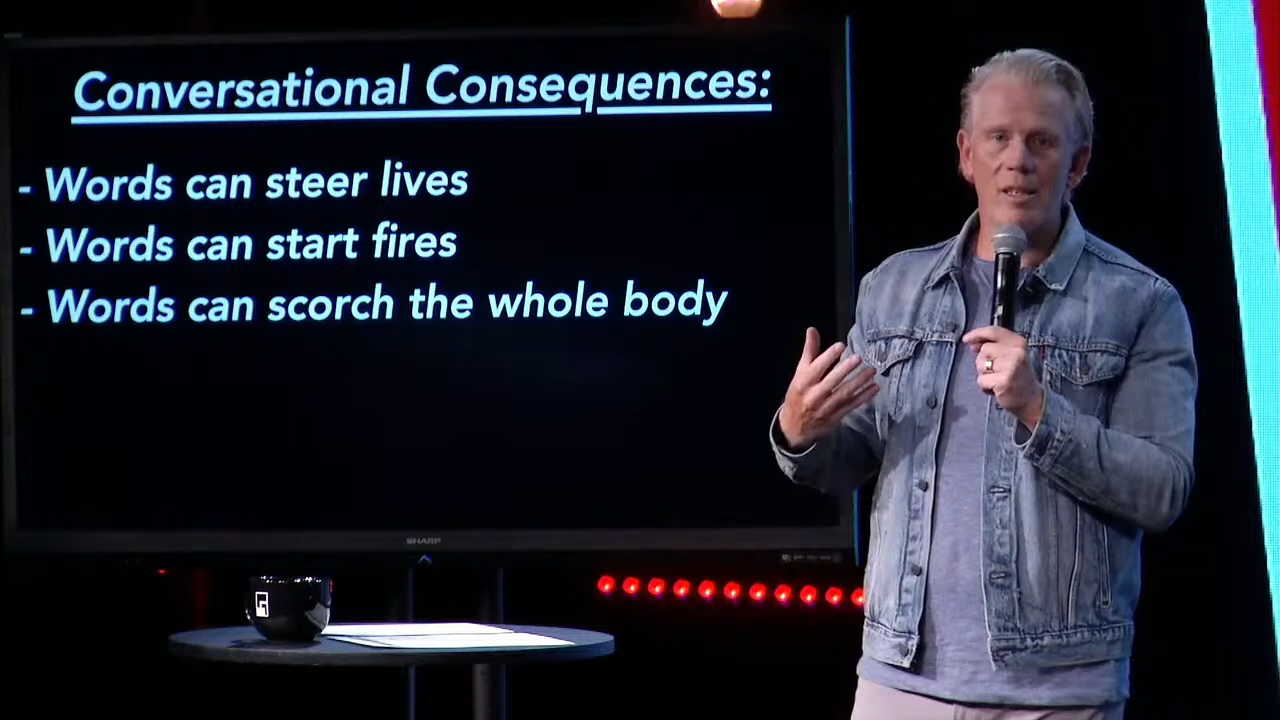 Conversational Consequences:
- Words can steer lives
- Words can start fires
- Words can scorch the whole body
SHARP